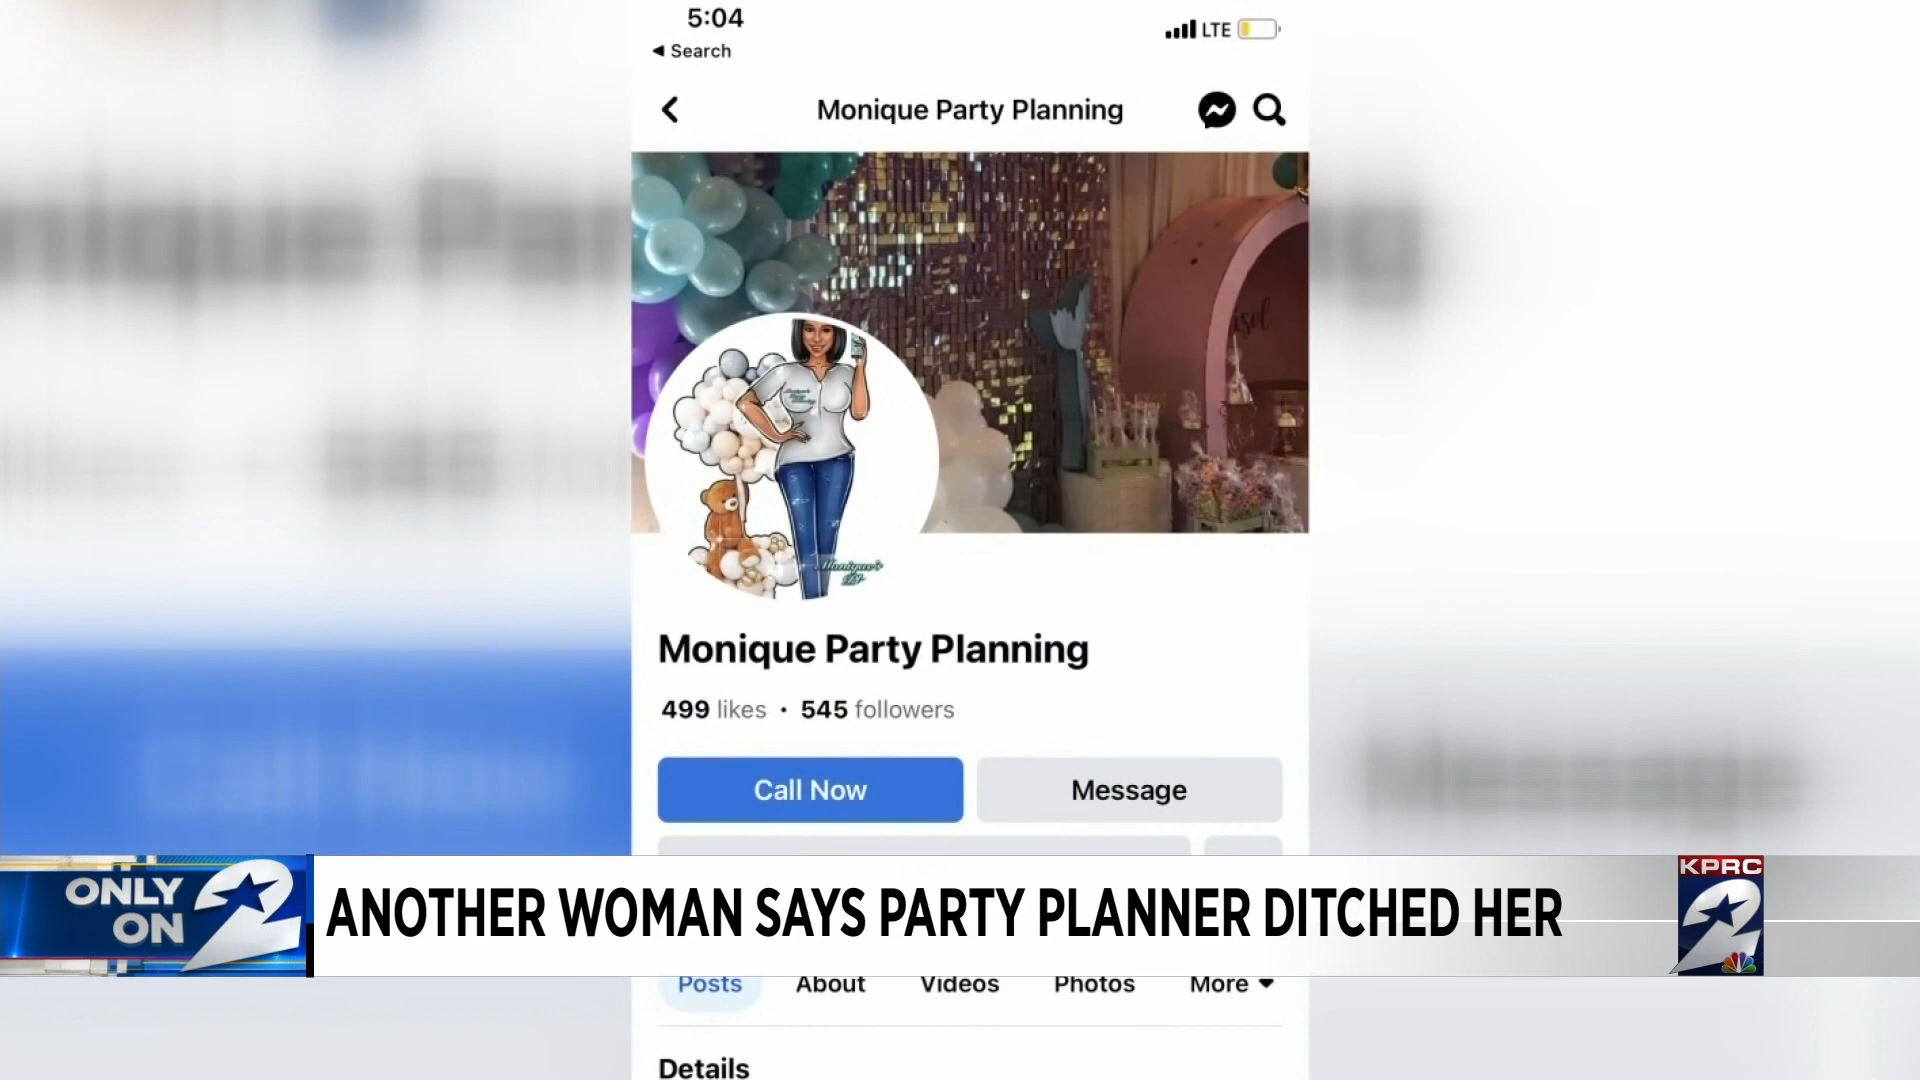 5:04
LTE
◀ Search
Monique Party Planning
Monique Party Planning
499 likes • 545 followers
Call Now
Message
ONLY
ON 2
ANOTHER WOMAN SAYS PARTY PLANNER DITCHED HER
KPRC
2
Posts
About
Videos
Photos
More
Details